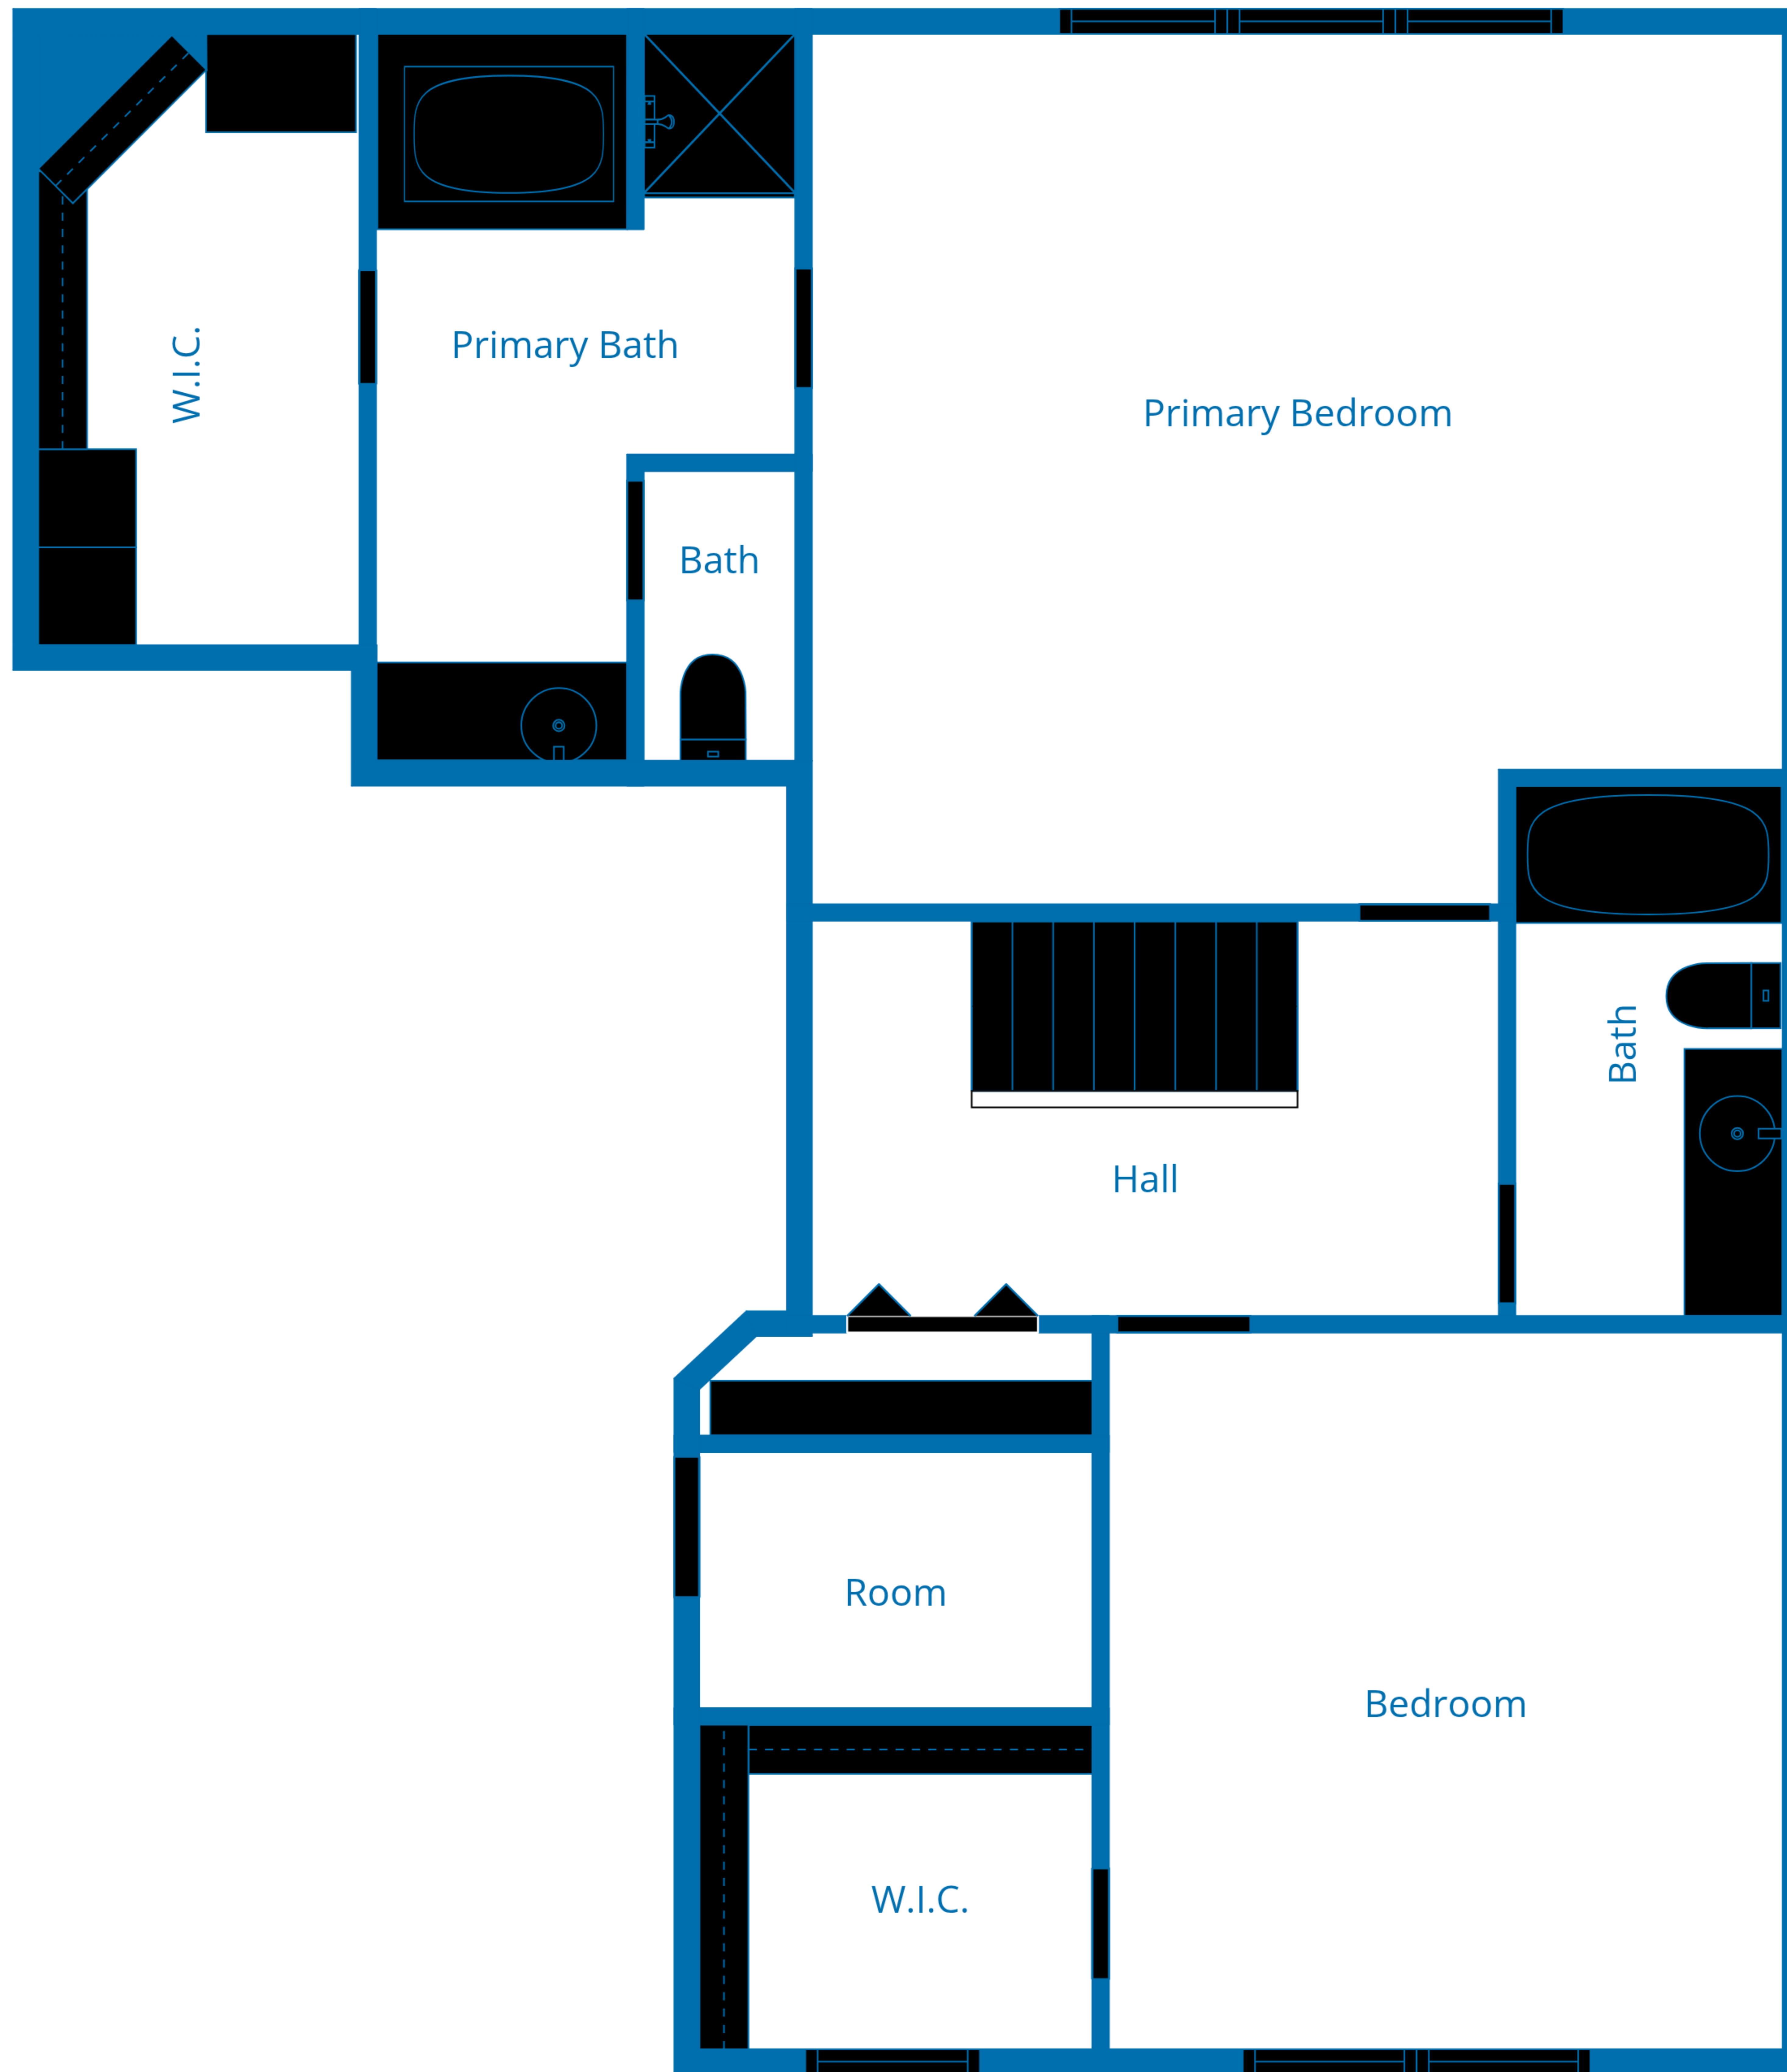 W.I.C.
Primary Bath
Primary Bedroom
Bath
Bath
Hall
Room
Bedroom
W.I.C.